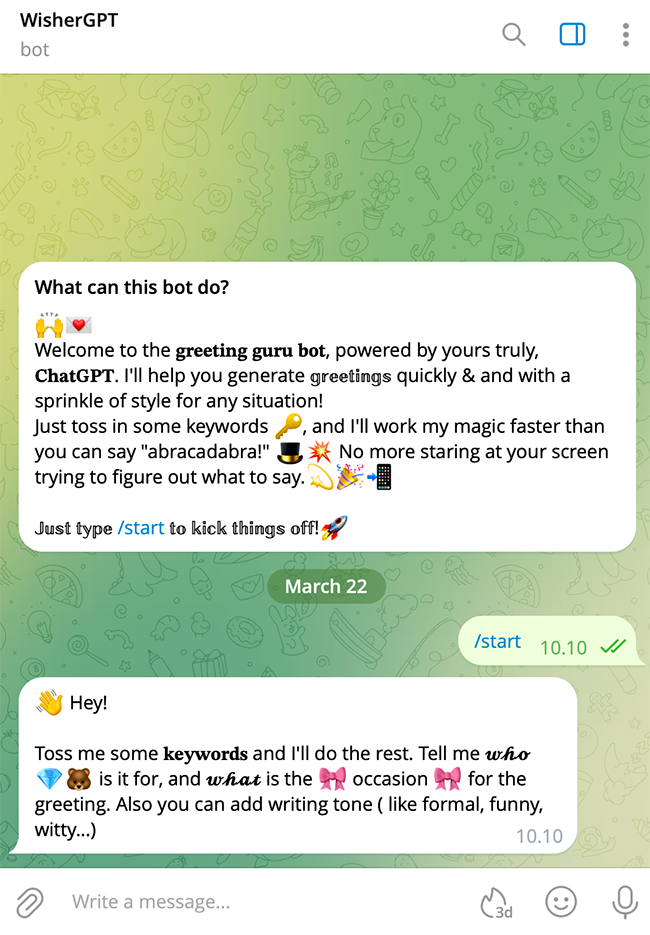 WisherGPT
bot
What can this bot do?
🙌💌
Welcome to the greeting guru bot, powered by yours truly,
ChatGPT. I'll help you generate 𝕘𝕣𝕖𝕖𝕥𝕚𝕟𝕘𝕤 quickly & and with a
sprinkle of style for any situation!
Just toss in some keywords 🔑, and I'll work my magic faster than
you can say "abracadabra!" 🎩💥 No more staring at your screen
trying to figure out what to say. 💫🎉📲
𝕁𝕦𝕤𝕥 𝕥𝕪𝕡𝕖 /start 𝕥𝕠 𝕜𝕚𝕔𝕜 𝕥𝕙𝕚𝕟𝕘𝕤 𝕠𝕗𝕗!🚀
March 22
/start 10.10
👋 Hey!
Toss me some keywords and I'll do the rest. Tell me 𝔀𝓱𝓸
💎🐻 is it for, and 𝔀𝓱𝓪𝓽 is the 🎀 occasion 🎀 for the
greeting. Also you can add writing tone ( like formal, funny,
witty...)
10.10
Write a message...
3d